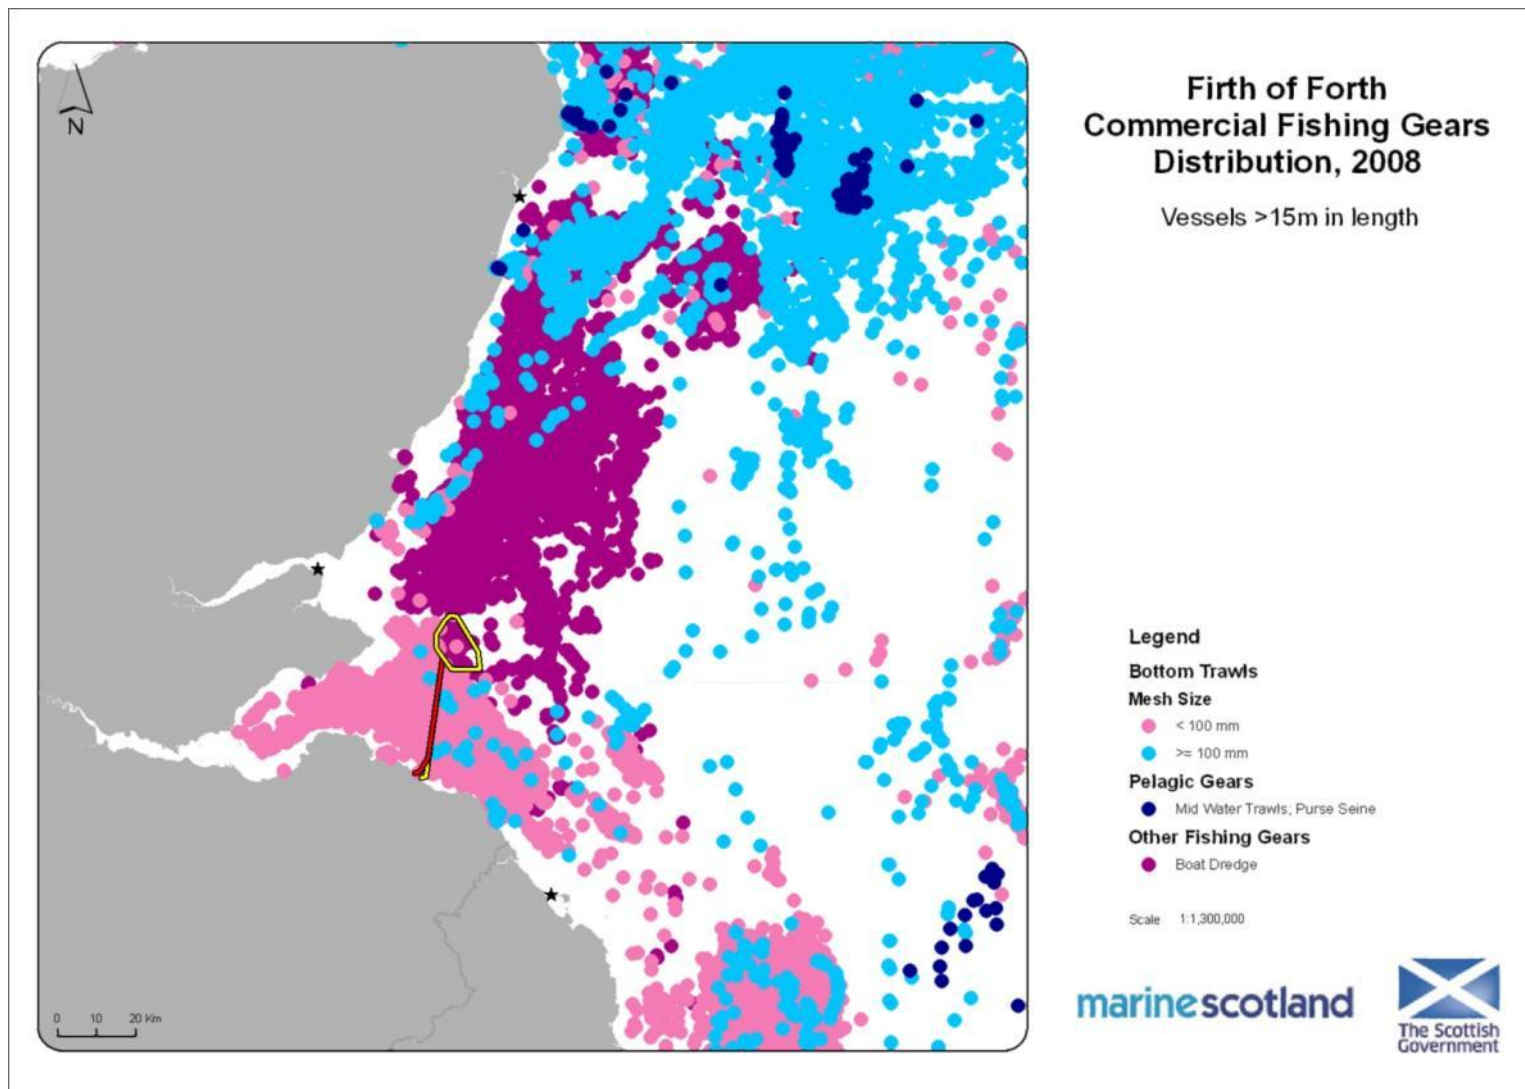 N
0 10 20 Km
Firth of Forth
Commercial Fishing Gears
Distribution, 2008
Vessels >15m in length
Legend
Bottom Trawls
Mesh Size
< 100 mm
>= 100 mm
Pelagic Gears
Mid Water Trawls; Purse Seine
Other Fishing Gears
Boat Dredge
Scale 1:1,300,000
marinescotland
The Scottish
Government